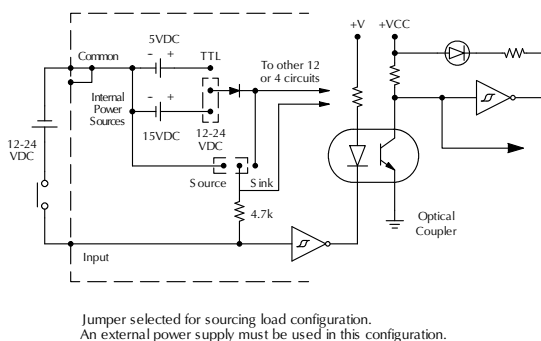 5VDC
+V
+VCC
Common
- +
TTL
To other 12
or 4 circuits
Internal
Power
Sources
- +
15VDC
12-24
VDC
12-24
VDC
Source
Sink
4.7k
Optical
Coupler
Input
Jumper selected for sourcing load configuration.
An external power supply must be used in this configuration.